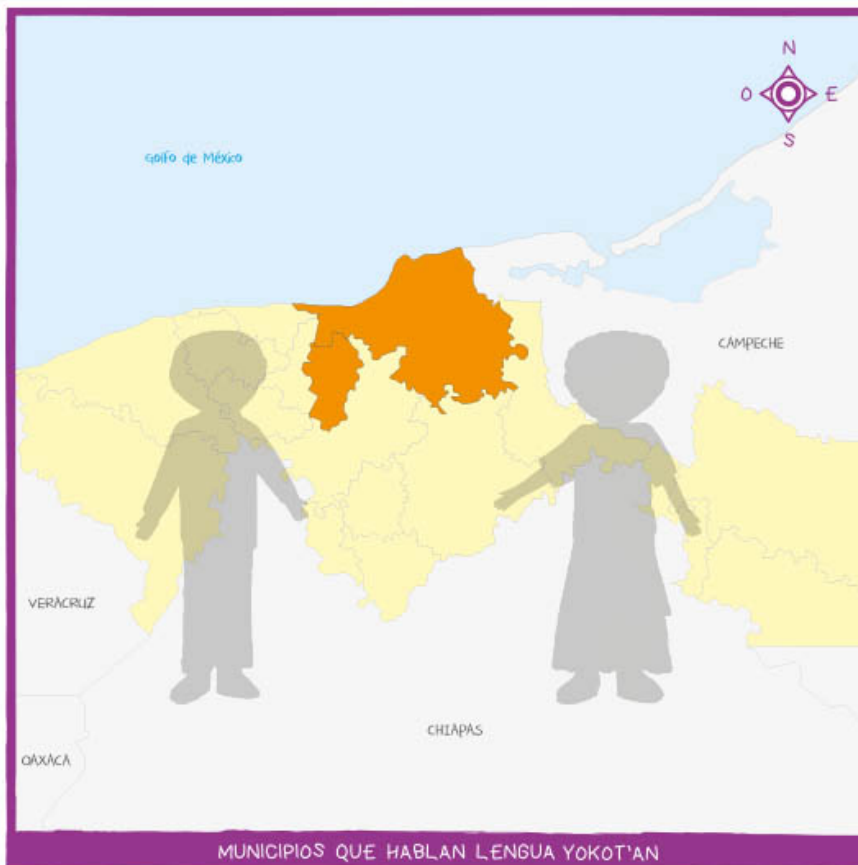 N
O E
S
Golfo de México
CAMPECHE
VERACRUZ
CHIAPAS
OAXACA
MUNICIPIOS QUE HABLAN LENGUA YOKOT'AN